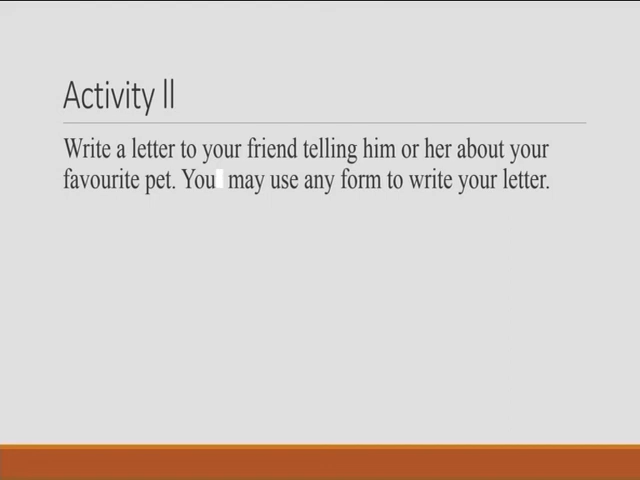 Activity ll
Write a letter to your friend telling him or her about your
favourite pet. You may use any form to write your letter.